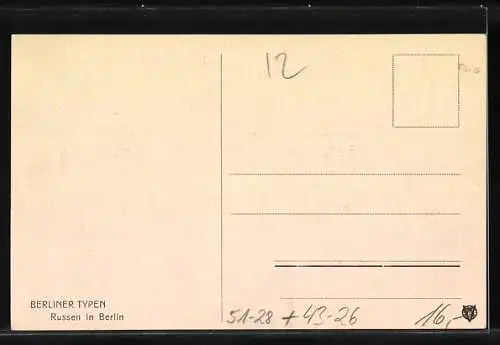 12
BERLINER TYPEN
Russen in Berlin
51-28 + 43-26
16,-